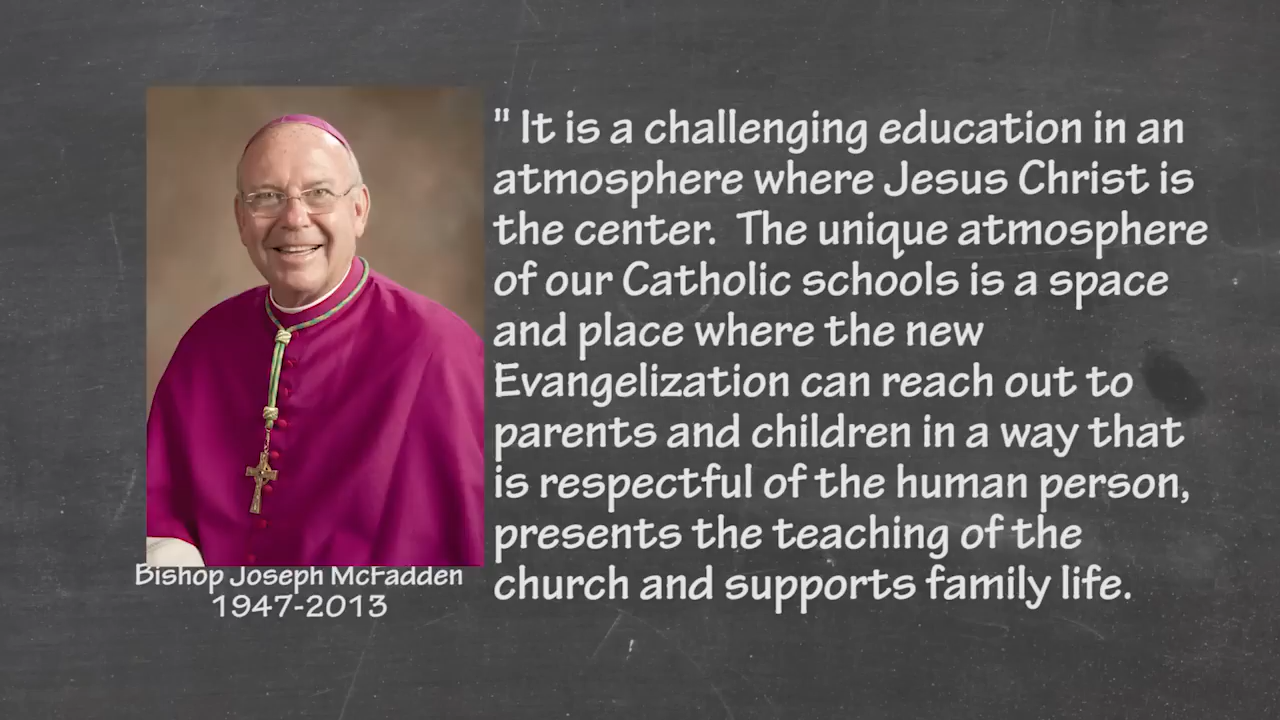 " It is a challenging education in an
atmosphere where Jesus Christ is
the center.  The unique atmosphere
of our Catholic schools is a space
and place where the new
Evangelization can reach out to
parents and children in a way that
is respectful of the human person,
presents the teaching of the
church and supports family life.
Bishop Joseph McFadden
1947-2013